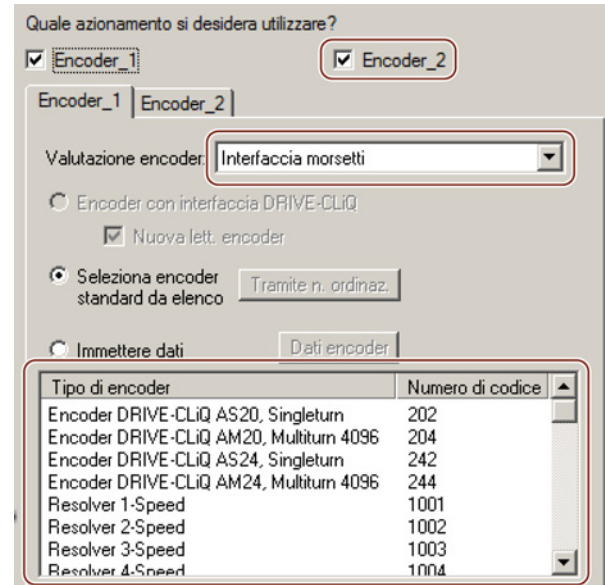 Quale azionamento si desidera utilizzare?
Encoder_1 Encoder_2
Encoder_1 Encoder_2
Valutazione encoder: Interfaccia morsetti
Encoder con interfaccia DRIVE-CLiQ
Nuova lett. encoder
Seleziona encoder
standard da elenco
Tramite n. ordinaz.
Immettere dati Dati encoder
Tipo di encoder Numero di codice
Encoder DRIVE-CLiQ AS20, Singleturn 202
Encoder DRIVE-CLiQ AM20, Multiturn 4096 204
Encoder DRIVE-CLiQ AS24, Singleturn 242
Encoder DRIVE-CLiQ AM24, Multiturn 4096 244
Resolver 1-Speed 1001
Resolver 2-Speed 1002
Resolver 3-Speed 1003
Resolver 4-Speed 1004